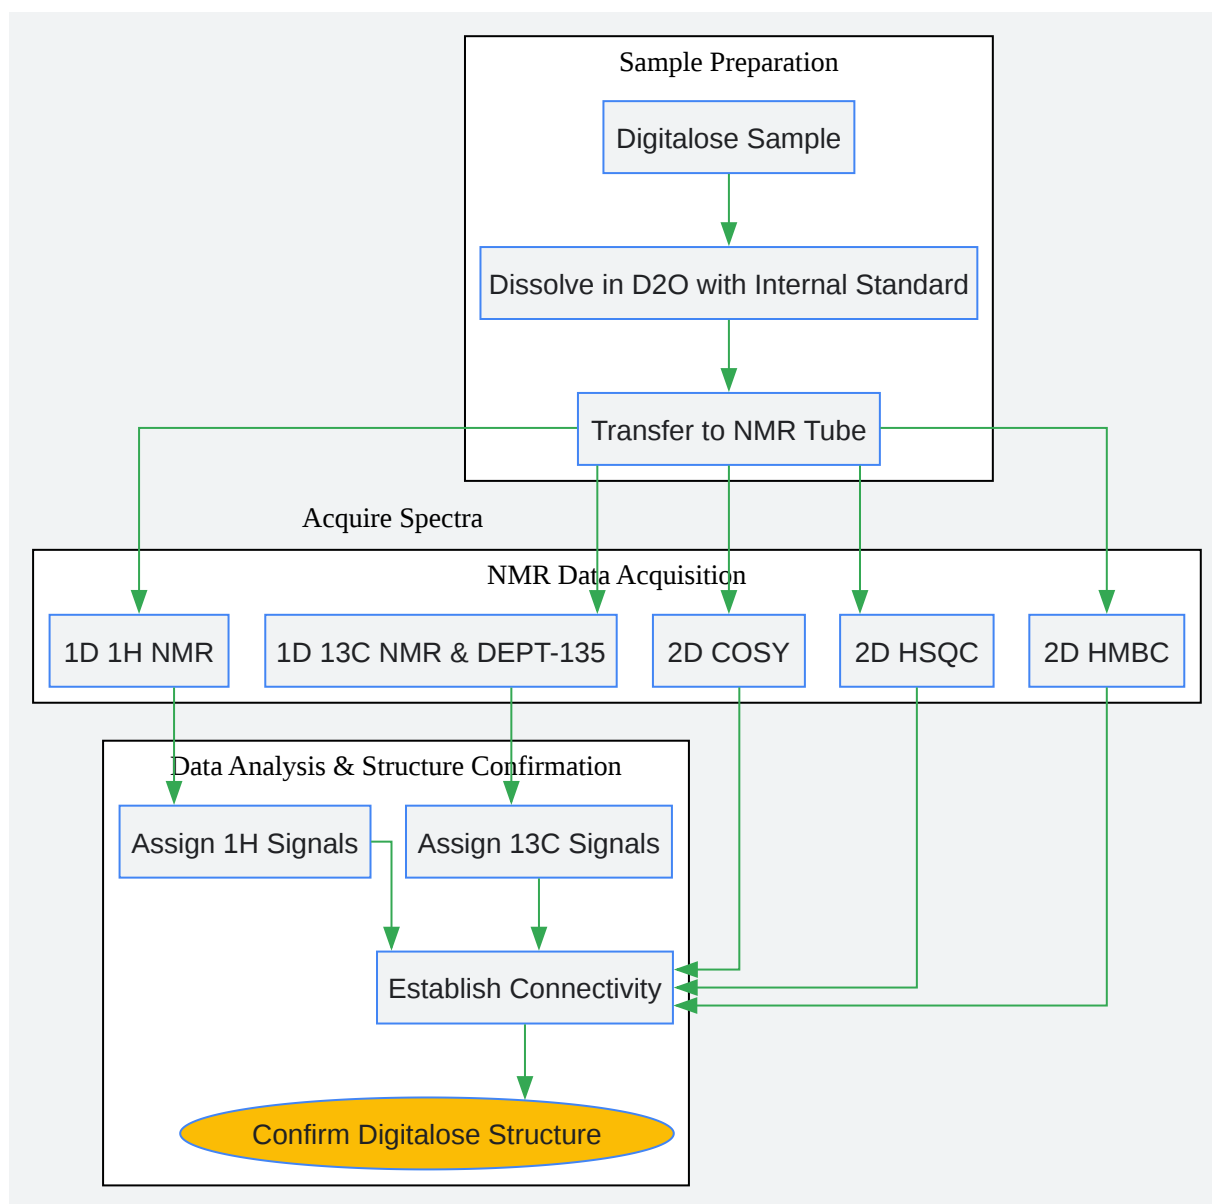 Sample Preparation
Digitalose Sample
Dissolve in D2O with Internal Standard
Transfer to NMR Tube
Acquire Spectra
NMR Data Acquisition
1D 1H NMR
1D 13C NMR & DEPT-135
2D COSY
2D HSQC
2D HMBC
Data Analysis & Structure Confirmation
Assign 1H Signals
Assign 13C Signals
Establish Connectivity
Confirm Digitalose Structure